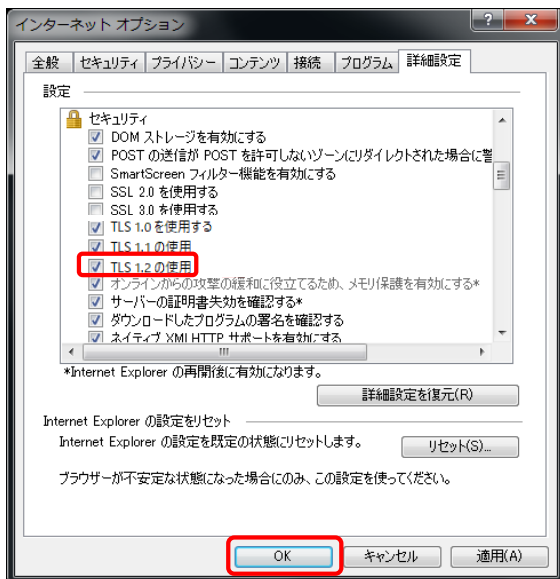 インターネット オプション
全般 セキュリティ プライバシー コンテンツ 接続 プログラム 詳細設定
設定
セキュリティ
DOM ストレージを有効にする
POST の送信が POST を許可しないゾーンにリダイレクトされた場合に警
SmartScreen フィルター機能を有効にする
SSL 2.0 を使用する
SSL 3.0 を使用する
TLS 1.0 を使用する
TLS 1.1 の使用
TLS 1.2 の使用
オンラインからの攻撃の緩和に役立てるため、メモリ保護を有効にする*
サーバーの証明書失効を確認する*
ダウンロードしたプログラムの署名を確認する
ネイティブ XMLHTTP サポートを有効にする
*Internet Explorer の再開後に有効になります。
詳細設定を復元(R)
Internet Explorer の設定をリセット
Internet Explorer の設定を既定の状態にリセットします。
リセット(S)...
ブラウザーが不安定な状態になった場合にのみ、この設定を使ってください。
OK キャンセル 適用(A)